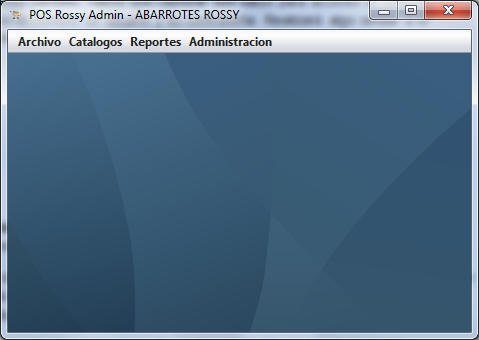 POS Rossy Admin - ABARROTES ROSSY
Archivo Catalogos Reportes Administracion